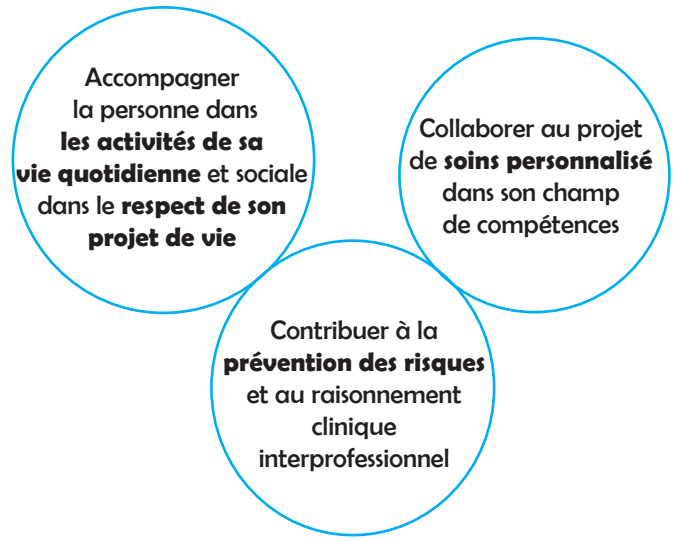 Accompagner
la personne dans
les activités de sa
vie quotidienne et sociale
dans le respect de son
projet de vie
Collaborer au projet
de soins personnalisé
dans son champ
de compétences
Contribuer à la
prévention des risques
et au raisonnement
clinique
interprofessionnel